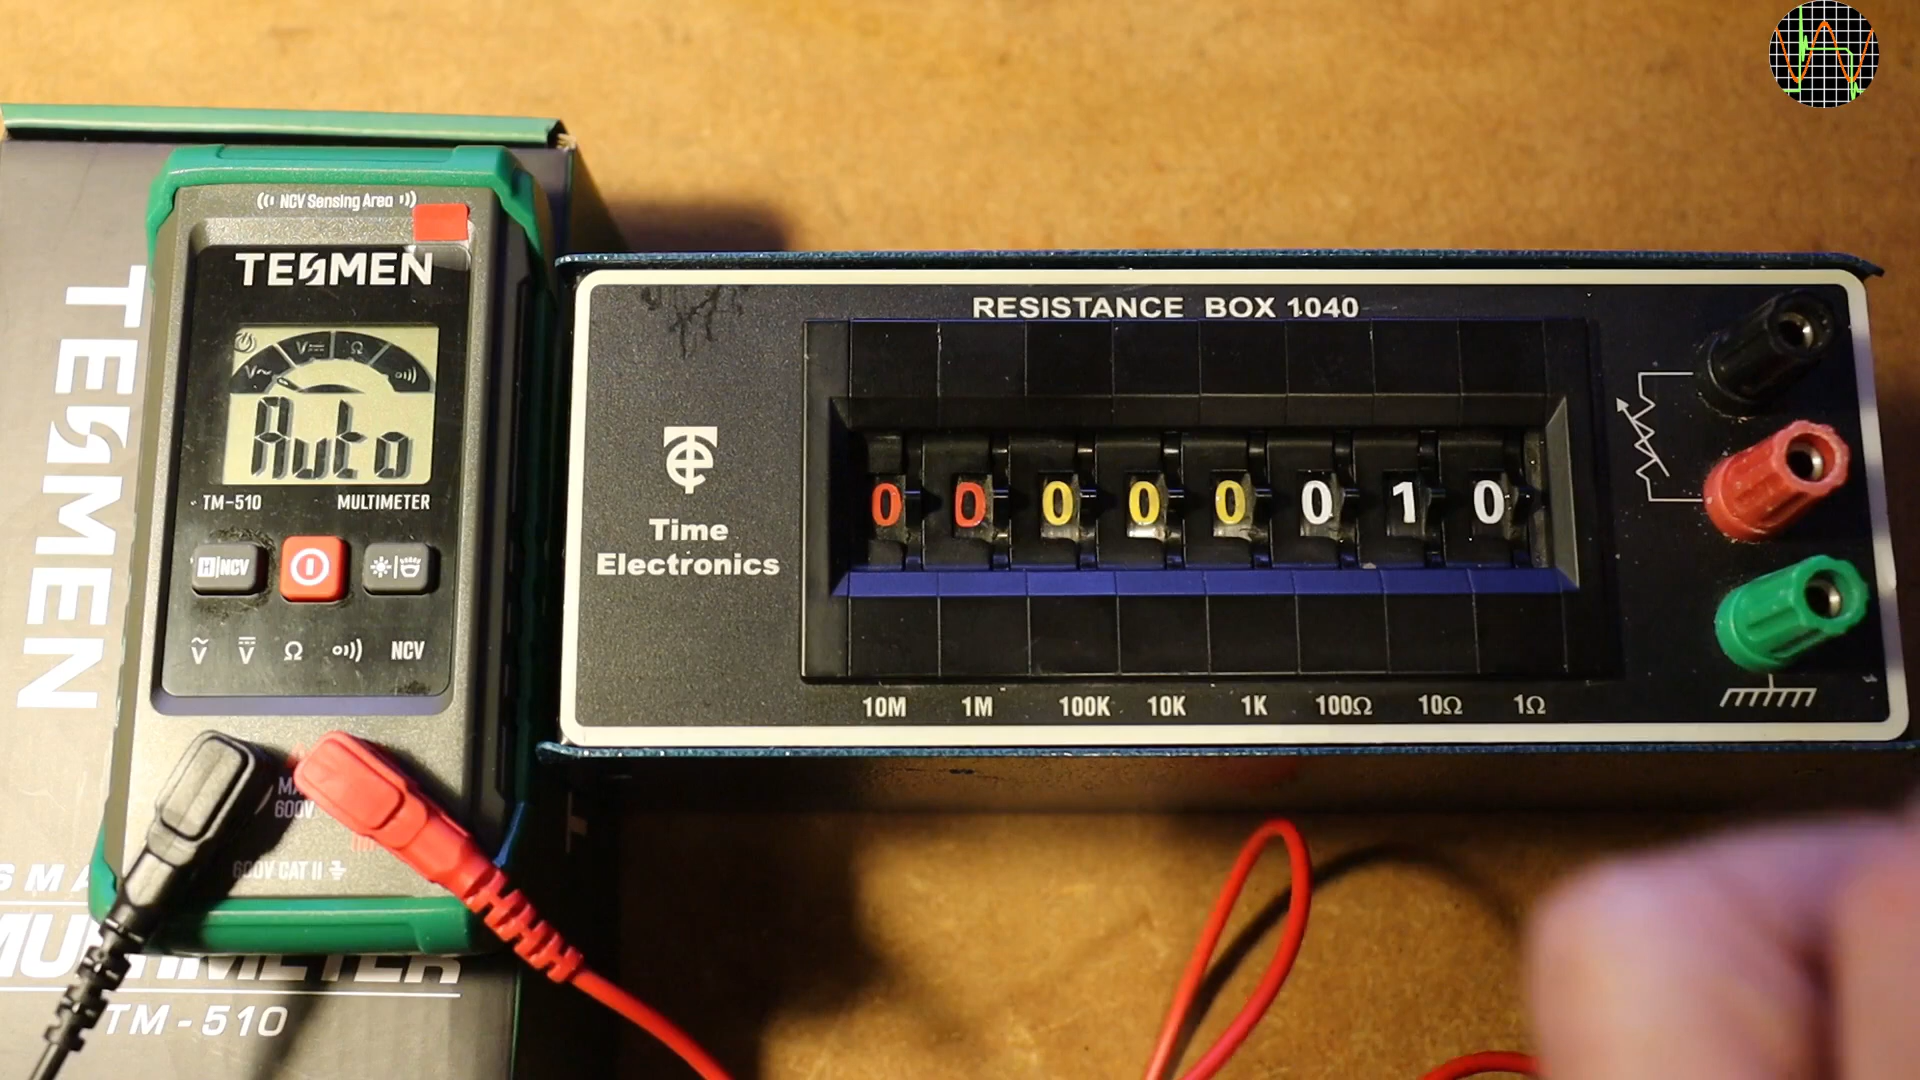 ((ı NCV Sensing Area ı))
TESMEN
V~ V⎓ Ω o)))
Auto
TM-510 MULTIMETER
H|NCV
V V Ω o))) NCV
600V
600V CAT II
TESMEN
TM-510
RESISTANCE BOX 1040
Time
Electronics
0 0 0 0 0 0 1 0
10M 1M 100K 10K 1K 100Ω 10Ω 1Ω